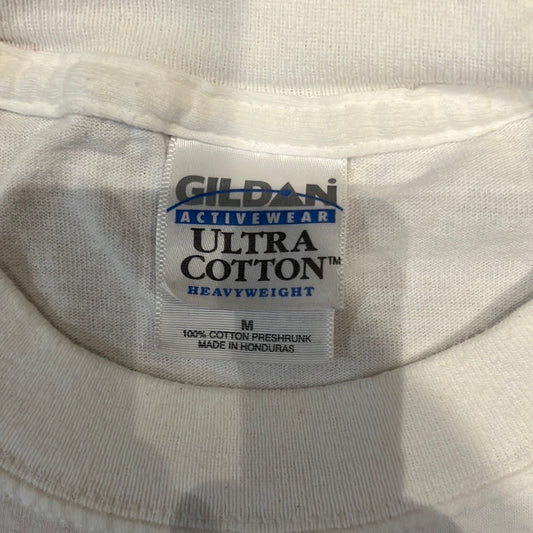 GILDAN
ACTIVEWEAR
ULTRA
COTTON™
HEAVYWEIGHT
M
100% COTTON PRESHRUNK
MADE IN HONDURAS